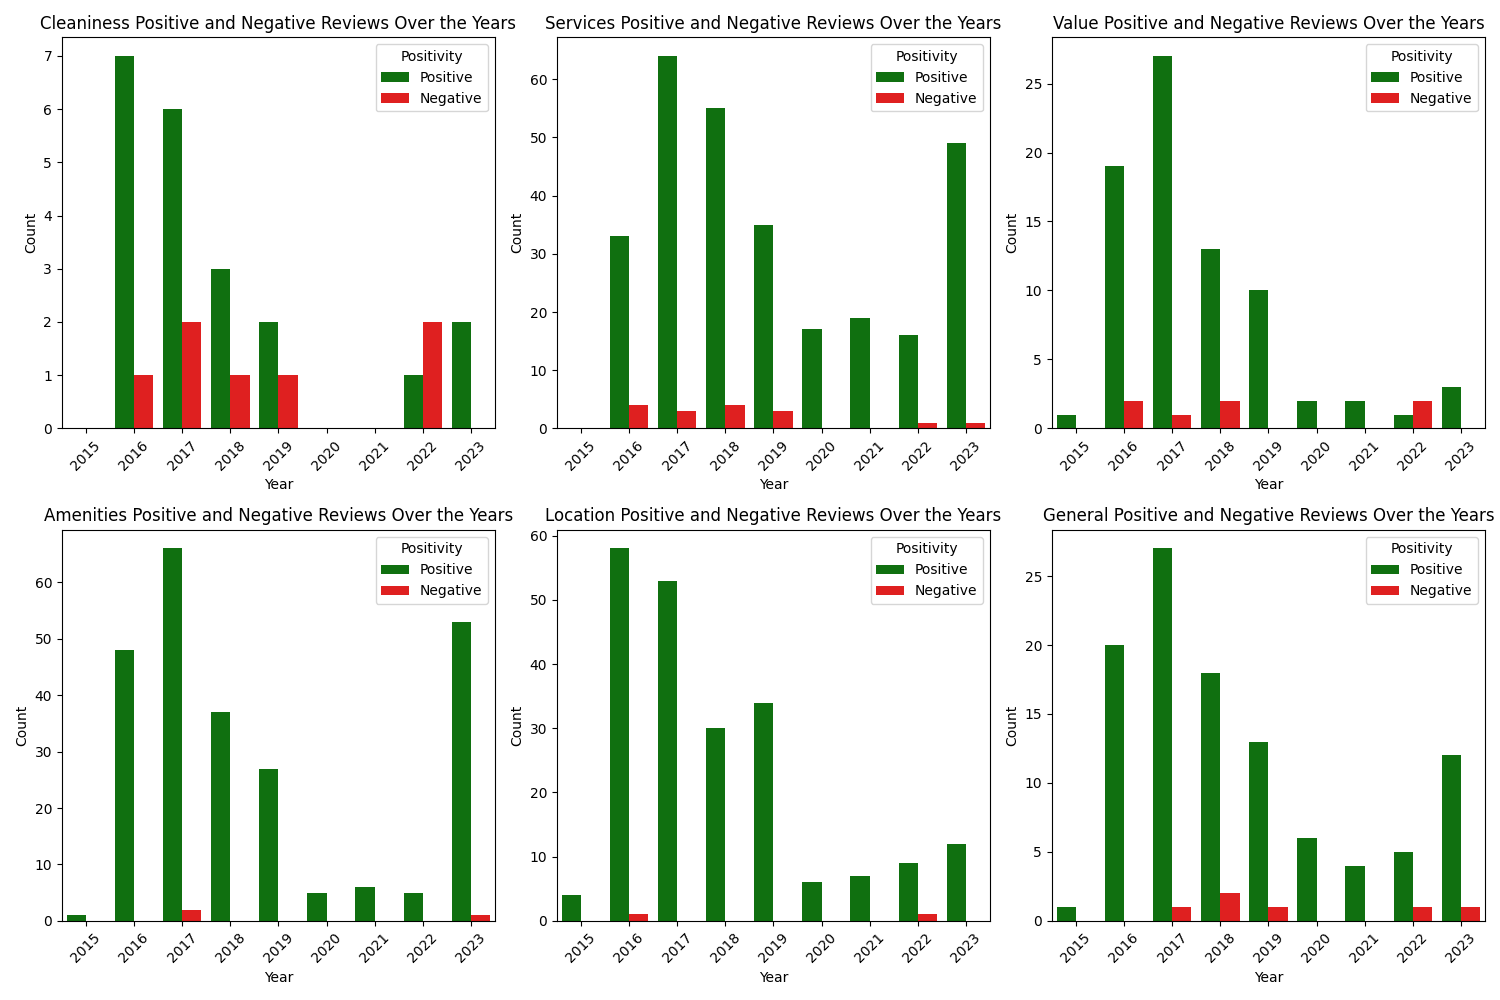 Cleaniness Positive and Negative Reviews Over the Years
Positivity
Positive
Negative
Count
7
6
5
4
3
2
1
0
2015 2016 2017 2018 2019 2020 2021 2022 2023
Year
Services Positive and Negative Reviews Over the Years
Positivity
Positive
Negative
Count
60
50
40
30
20
10
0
2015 2016 2017 2018 2019 2020 2021 2022 2023
Year
Value Positive and Negative Reviews Over the Years
Positivity
Positive
Negative
Count
25
20
15
10
5
0
2015 2016 2017 2018 2019 2020 2021 2022 2023
Year
Amenities Positive and Negative Reviews Over the Years
Positivity
Positive
Negative
Count
60
50
40
30
20
10
0
2015 2016 2017 2018 2019 2020 2021 2022 2023
Year
Location Positive and Negative Reviews Over the Years
Positivity
Positive
Negative
Count
60
50
40
30
20
10
0
2015 2016 2017 2018 2019 2020 2021 2022 2023
Year
General Positive and Negative Reviews Over the Years
Positivity
Positive
Negative
Count
25
20
15
10
5
0
2015 2016 2017 2018 2019 2020 2021 2022 2023
Year